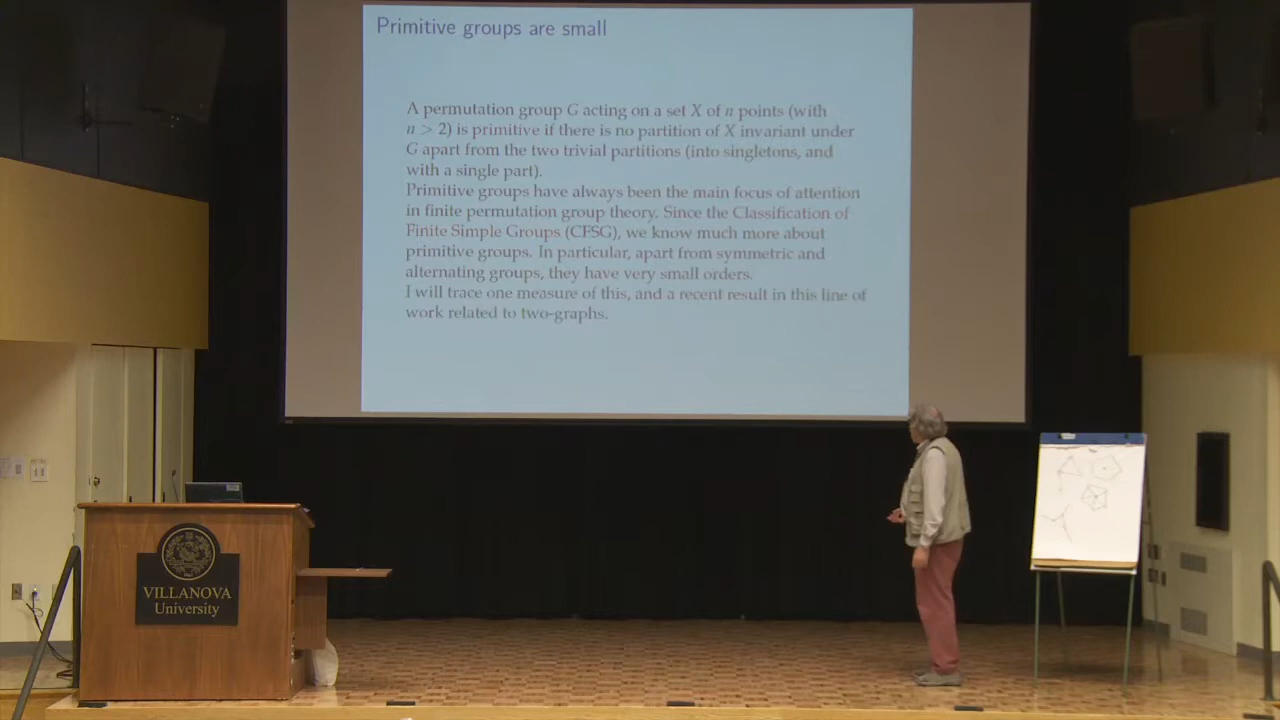 Primitive groups are small
A permutation group G acting on a set X of n points (with
n > 2) is primitive if there is no partition of X invariant under
G apart from the two trivial partitions (into singletons, and
with a single part).
Primitive groups have always been the main focus of attention
in finite permutation group theory. Since the Classification of
Finite Simple Groups (CFSG), we know much more about
primitive groups. In particular, apart from symmetric and
alternating groups, they have very small orders.
I will trace one measure of this, and a recent result in this line of
work related to two-graphs.
VILLANOVA
University